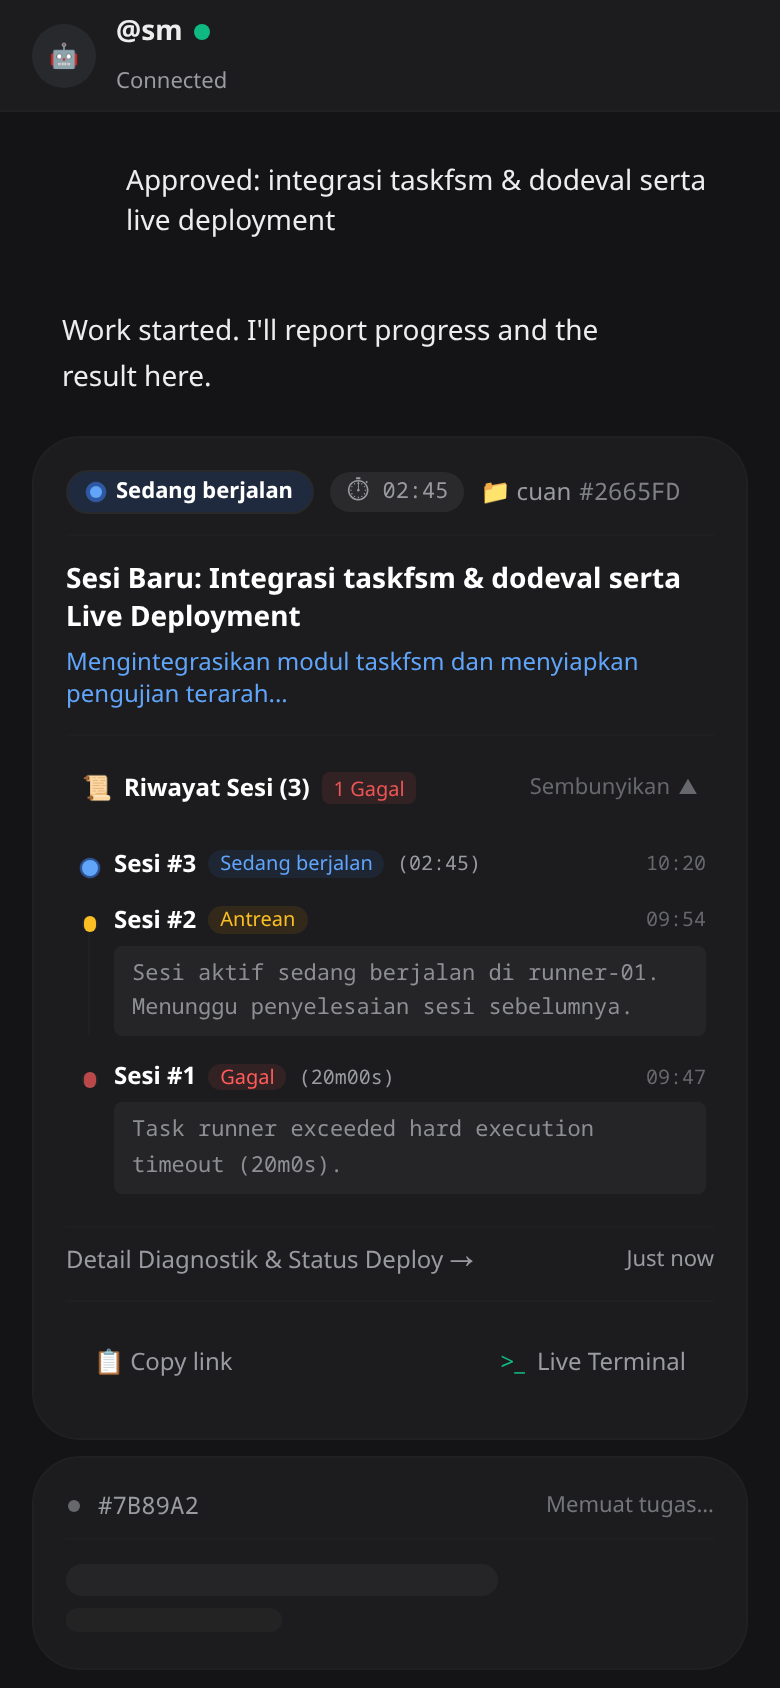 @sm
Connected
Approved: integrasi taskfsm & dodeval serta
live deployment
Work started. I'll report progress and the
result here.
Sedang berjalan 02:45 cuan #2665FD
Sesi Baru: Integrasi taskfsm & dodeval serta
Live Deployment
Mengintegrasikan modul taskfsm dan menyiapkan
pengujian terarah...
Riwayat Sesi (3) 1 Gagal Sembunyikan ▲
Sesi #3 Sedang berjalan (02:45) 10:20
Sesi #2 Antrean 09:54
Sesi aktif sedang berjalan di runner-01.
Menunggu penyelesaian sesi sebelumnya.
Sesi #1 Gagal (20m00s) 09:47
Task runner exceeded hard execution
timeout (20m0s).
Detail Diagnostik & Status Deploy → Just now
Copy link >_ Live Terminal
#7B89A2 Memuat tugas...